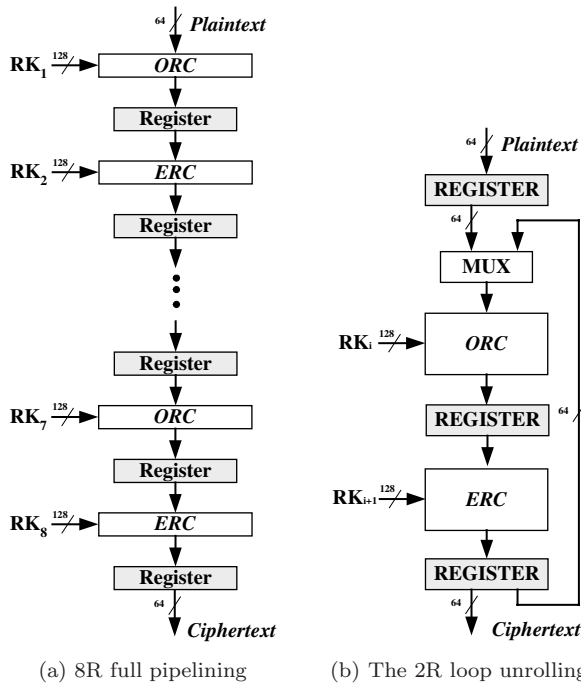 64
Plaintext
RK1
128
ORC
Register
RK2
128
ERC
Register
Register
RK7
128
ORC
Register
RK8
128
ERC
Register
64
Ciphertext
(a) 8R full pipelining
64
Plaintext
REGISTER
64
MUX
RKi
128
ORC
REGISTER
64
RKi+1
128
ERC
REGISTER
64
Ciphertext
(b) The 2R loop unrolling